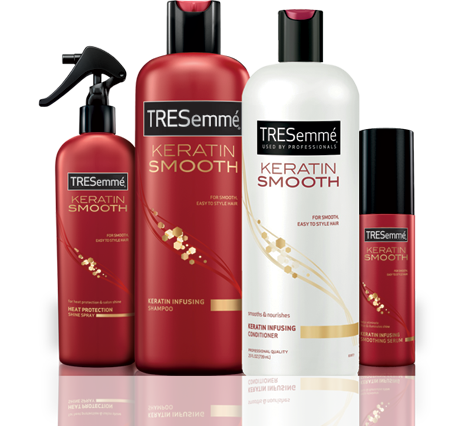 TRESemmé
KERATIN
SMOOTH
FOR SMOOTH,
EASY TO STYLE HAIR
HEAT PROTECTION
SHINE SPRAY
TRESemmé
KERATIN
SMOOTH
FOR SMOOTH,
EASY TO STYLE HAIR
KERATIN INFUSING
SHAMPOO
TRESemmé
USED BY PROFESSIONALS
KERATIN
SMOOTH
FOR SMOOTH,
EASY TO STYLE HAIR
smooths & nourishes
KERATIN INFUSING
CONDITIONER
PROFESSIONAL QUALITY
TRESemmé
KERATIN
SMOOTH
KERATIN INFUSING
SMOOTHING SERUM